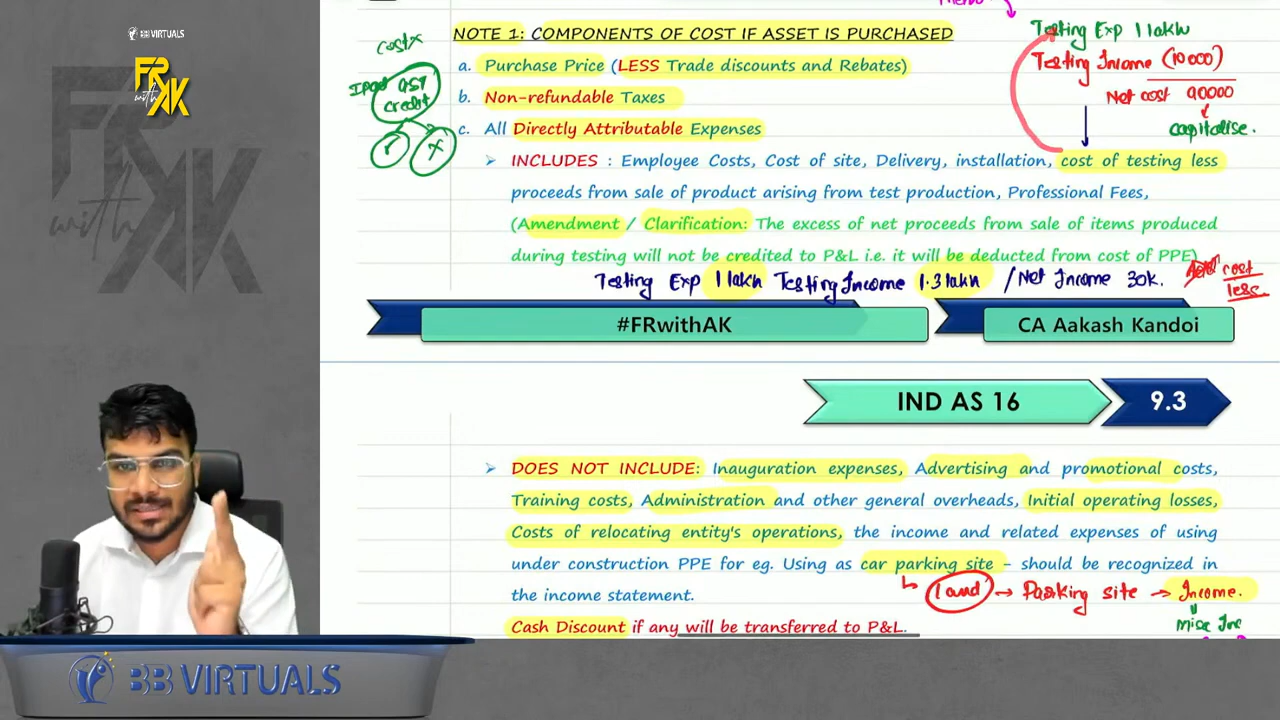 BB VIRTUALS
FR
with
AK
cost x
GST
credit
NOTE 1: COMPONENTS OF COST IF ASSET IS PURCHASED
a. Purchase Price (LESS Trade discounts and Rebates)
b. Non-refundable Taxes
c. All Directly Attributable Expenses
Testing Exp 1 lakh
Testing Income (10000)
Net cost 90000
capitalise.
➢ INCLUDES : Employee Costs, Cost of site, Delivery, installation, cost of testing less
proceeds from sale of product arising from test production, Professional Fees,
(Amendment / Clarification: The excess of net proceeds from sale of items produced
during testing will not be credited to P&L i.e. it will be deducted from cost of PPE)
Testing Exp 1 lakh Testing Income 1.3 lakh / Net Income 30k.
cost
less
#FRwithAK
CA Aakash Kandoi
IND AS 16
9.3
➢ DOES NOT INCLUDE: Inauguration expenses, Advertising and promotional costs,
Training costs, Administration and other general overheads, Initial operating losses,
Costs of relocating entity's operations, the income and related expenses of using
under construction PPE for eg. Using as car parking site - should be recognized in
the income statement.
Land → Parking site → Income.
Cash Discount if any will be transferred to P&L.
BB VIRTUALS